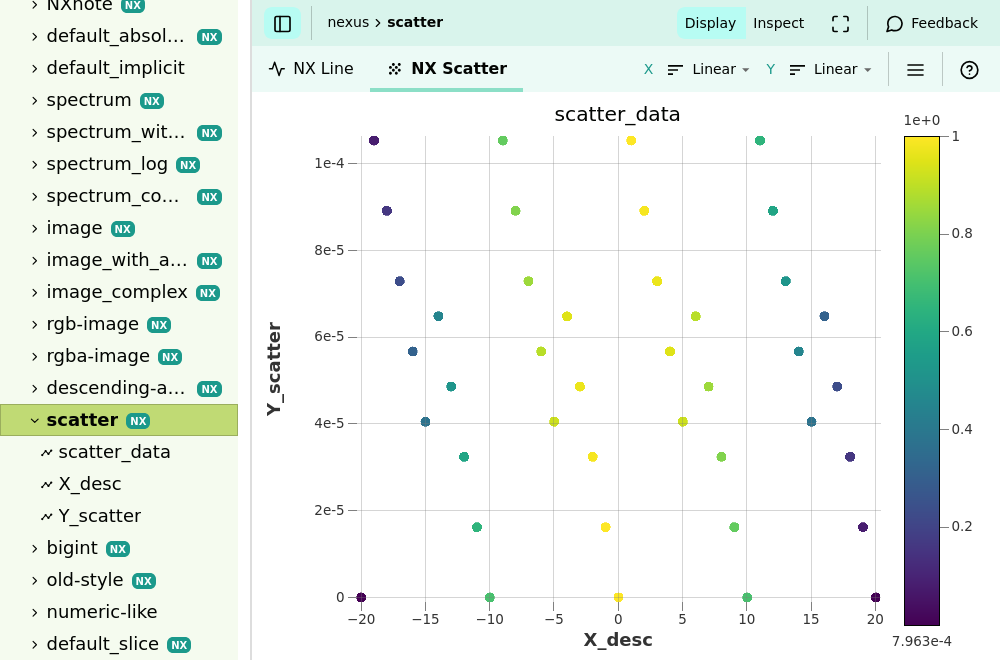 NXnote NX
default_absol... NX
default_implicit
spectrum NX
spectrum_wit... NX
spectrum_log NX
spectrum_co... NX
image NX
image_with_a... NX
image_complex NX
rgb-image NX
rgba-image NX
descending-a... NX
scatter NX
scatter_data
X_desc
Y_scatter
bigint NX
old-style NX
numeric-like
default_slice NX
nexus › scatter
Display Inspect Feedback
NX Line NX Scatter X Linear Y Linear
scatter_data
1e+0
1
0.8
0.6
0.4
0.2
7.963e-4
Y_scatter
1e-4
8e-5
6e-5
4e-5
2e-5
0
−20 −15 −10 −5 0 5 10 15 20
X_desc